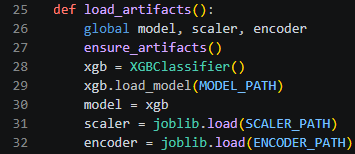 25 def load_artifacts():
26     global model, scaler, encoder
27     ensure_artifacts()
28     xgb = XGBClassifier()
29     xgb.load_model(MODEL_PATH)
30     model = xgb
31     scaler = joblib.load(SCALER_PATH)
32     encoder = joblib.load(ENCODER_PATH)